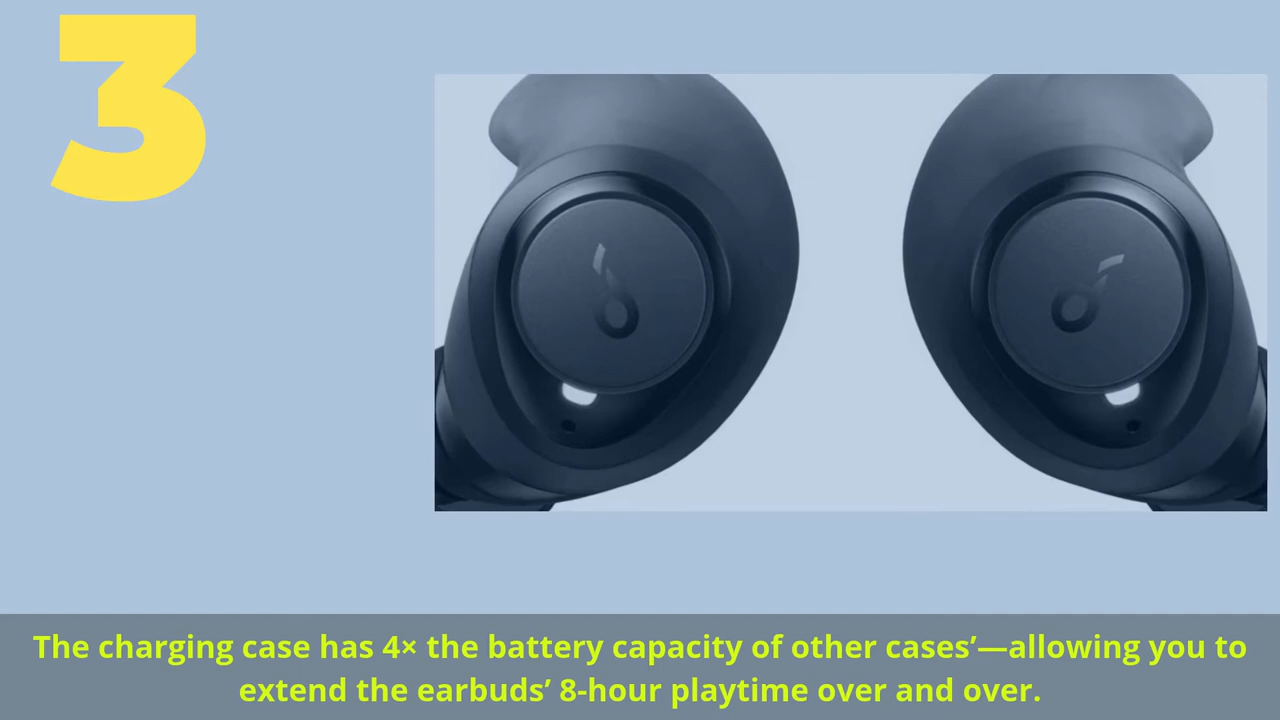 3
The charging case has 4× the battery capacity of other cases’—allowing you to
extend the earbuds’ 8-hour playtime over and over.